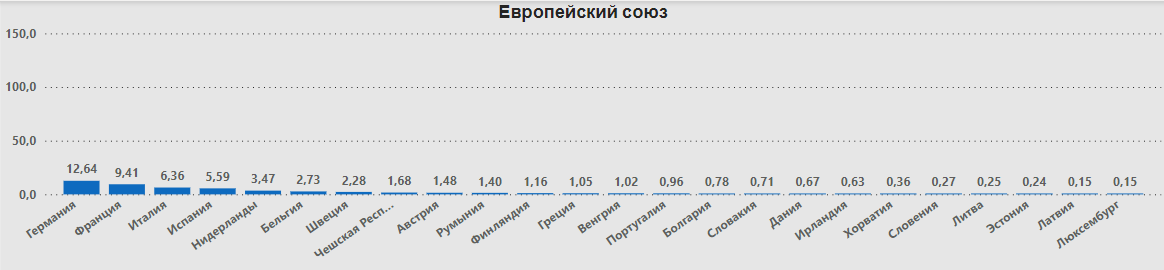 Европейский союз
150,0
100,0
50,0
0,0
12,64
9,41
6,36
5,59
3,47
2,73
2,28
1,68
1,48
1,40
1,16
1,05
1,02
0,96
0,78
0,71
0,67
0,63
0,36
0,27
0,25
0,24
0,15
0,15
Германия
Франция
Италия
Испания
Нидерланды
Бельгия
Швеция
Чешская Респ...
Австрия
Румыния
Финляндия
Греция
Венгрия
Португалия
Болгария
Словакия
Дания
Ирландия
Хорватия
Словения
Литва
Эстония
Латвия
Люксембург